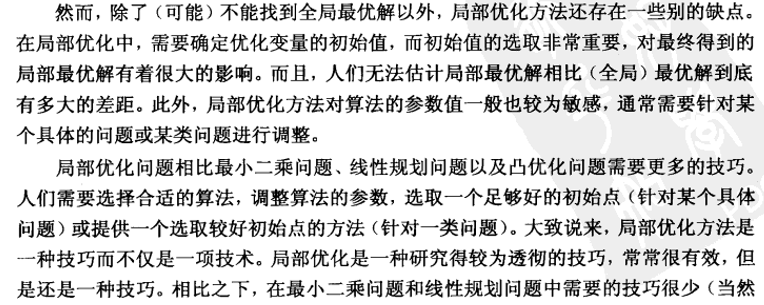 然而，除了（可能）不能找到全局最优解以外，局部优化方法还存在一些别的缺点。
在局部优化中，需要确定优化变量的初始值，而初始值的选取非常重要，对最终得到的
局部最优解有着很大的影响。而且，人们无法估计局部最优解相比（全局）最优解到底
有多大的差距。此外，局部优化方法对算法的参数值一般也较为敏感，通常需要针对某
个具体的问题或某类问题进行调整。
局部优化问题相比最小二乘问题、线性规划问题以及凸优化问题需要更多的技巧。
人们需要选择合适的算法，调整算法的参数，选取一个足够好的初始点（针对某个具体
问题）或提供一个选取较好初始点的方法（针对一类问题）。大致说来，局部优化方法是
一种技巧而不仅是一项技术。局部优化是一种研究得较为透彻的技巧，常常很有效，但
是还是一种技巧。相比之下，在最小二乘问题和线性规划问题中需要的技巧很少（当然